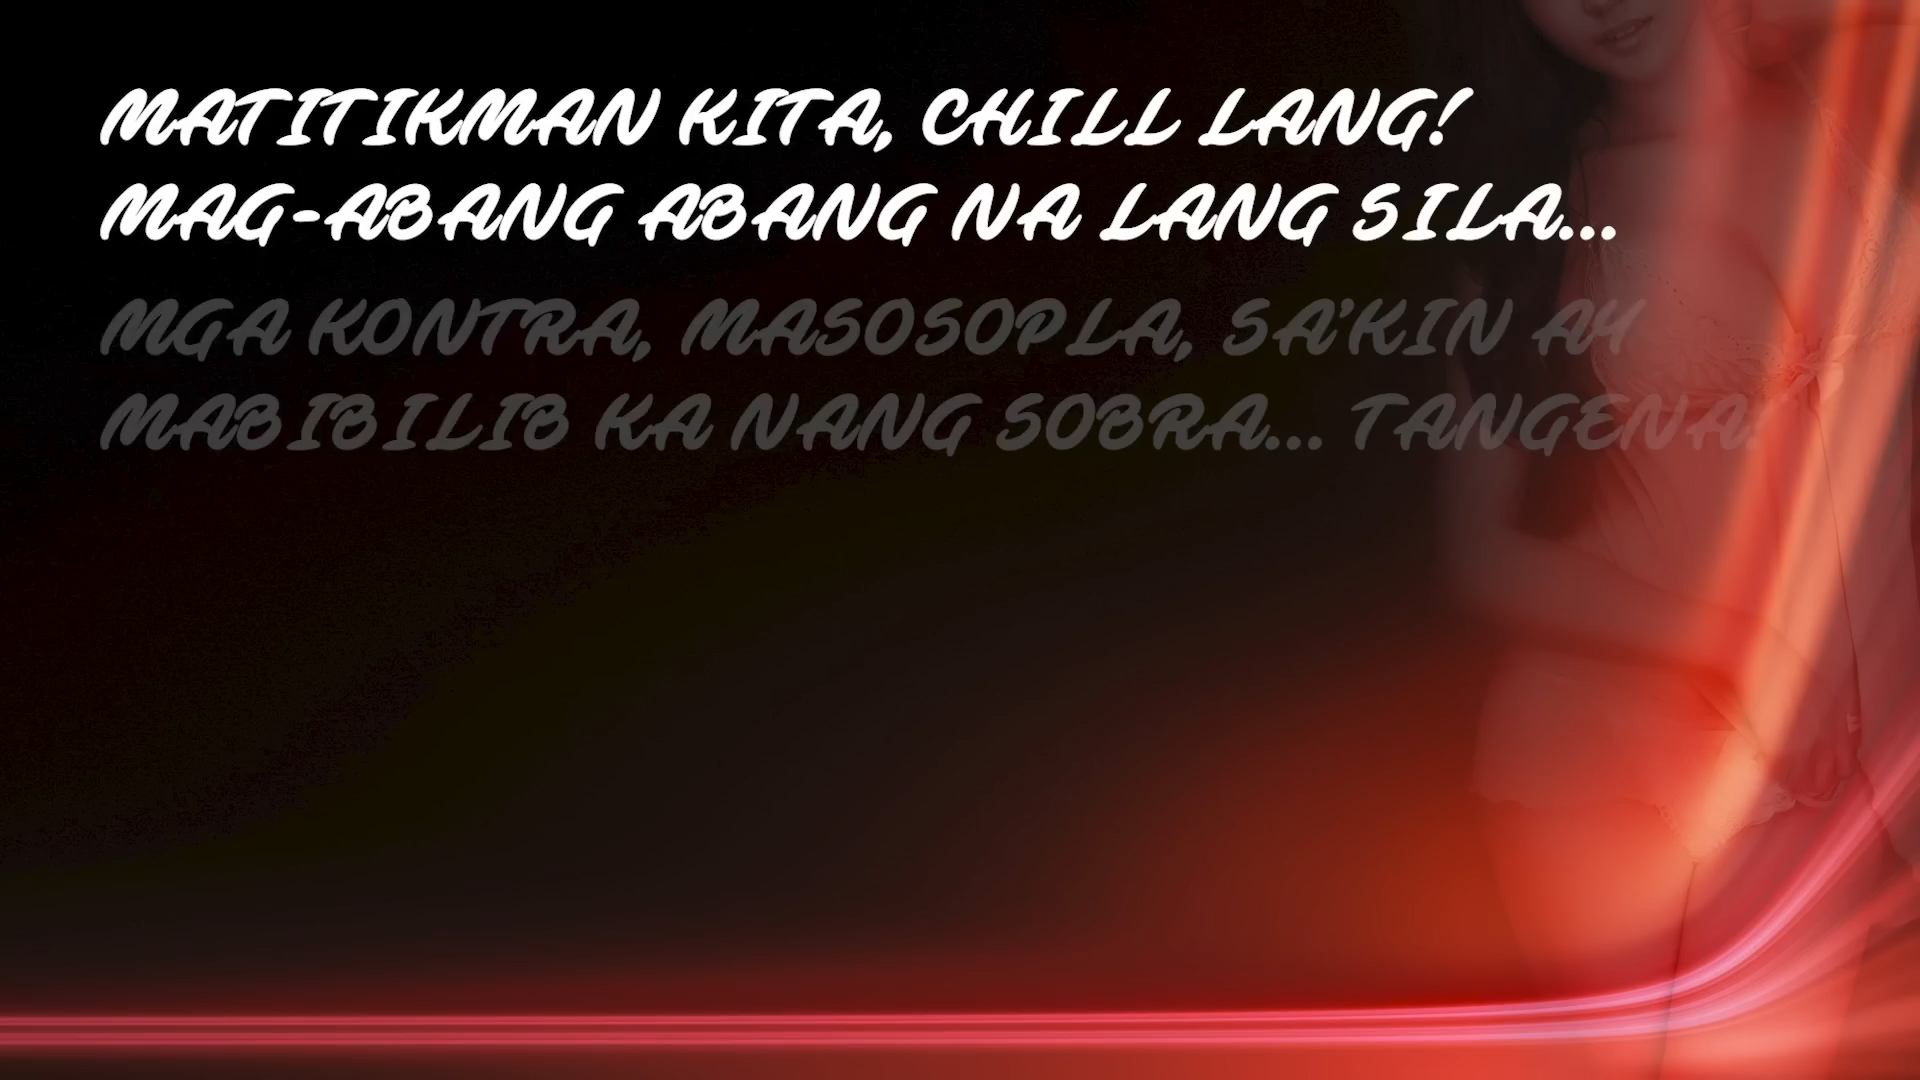 MATITIKMAN KITA, CHILL LANG!
MAG-ABANG ABANG NA LANG SILA...
MGA KONTRA, MASOSOPLA, SA'KIN AY
MABIBILIB KA NANG SOBRA... TANGENA!